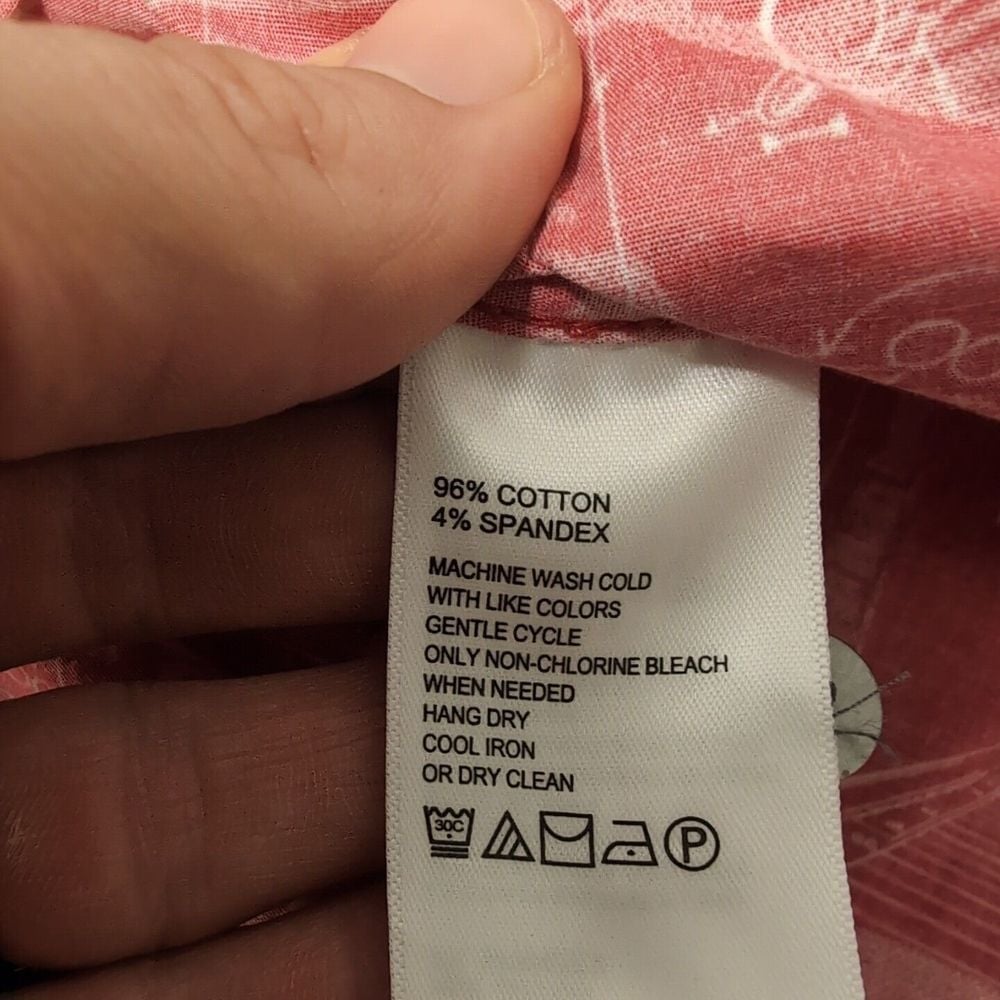 96% COTTON
4% SPANDEX
MACHINE WASH COLD
WITH LIKE COLORS
GENTLE CYCLE
ONLY NON-CHLORINE BLEACH
WHEN NEEDED
HANG DRY
COOL IRON
OR DRY CLEAN
30C P